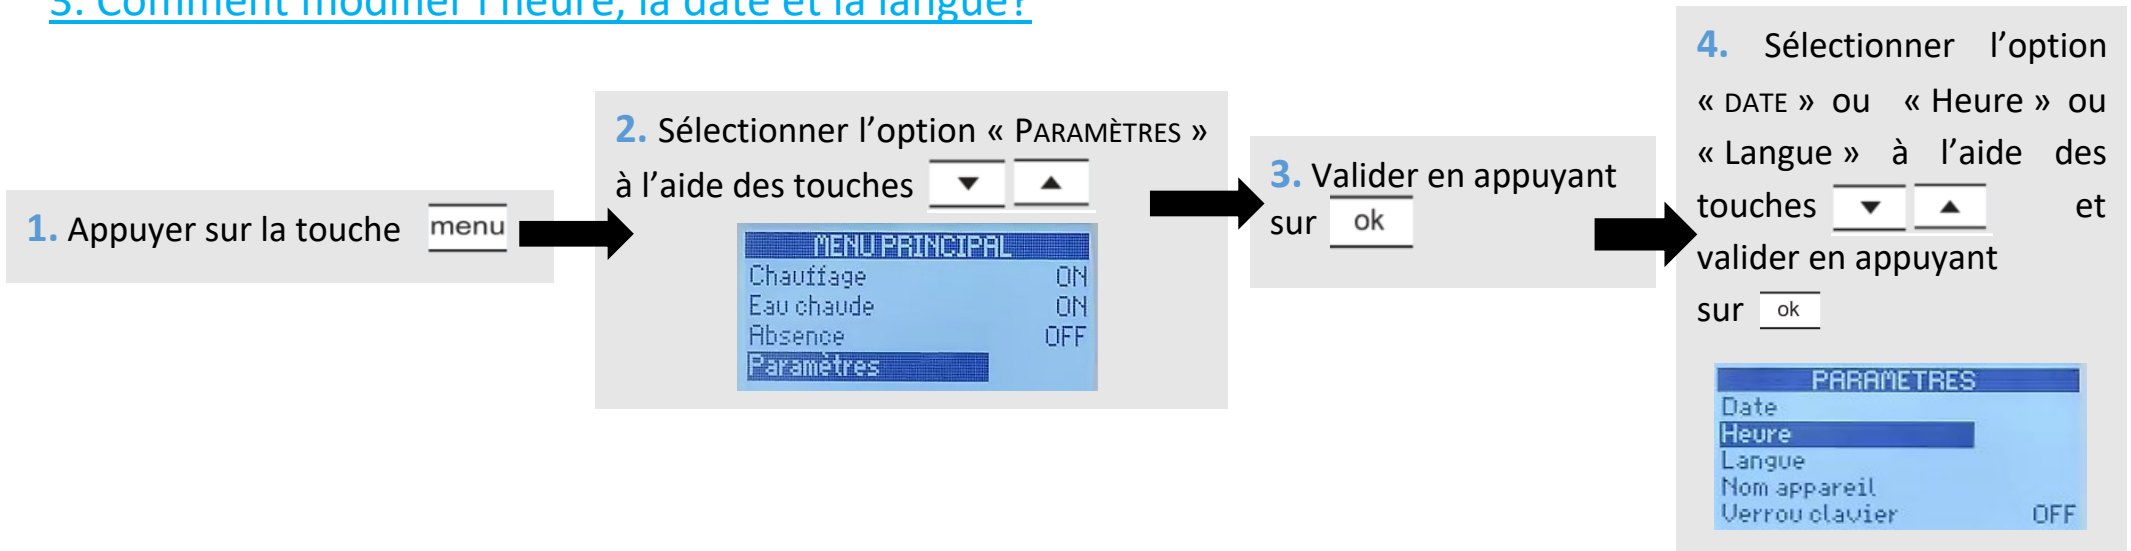 3. Comment modifier l'heure, la date et la langue?
1. Appuyer sur la touche menu
2. Sélectionner l'option « PARAMÈTRES »
à l'aide des touches ▼ ▲
MENU PRINCIPAL
Chauffage ON
Eau chaude ON
Absence OFF
Paramètres
3. Valider en appuyant
sur ok
4. Sélectionner l'option
« DATE » ou « Heure » ou
« Langue » à l'aide des
touches ▼ ▲ et
valider en appuyant
sur ok
PARAMETRES
Date
Heure
Langue
Nom appareil
Verrou clavier OFF